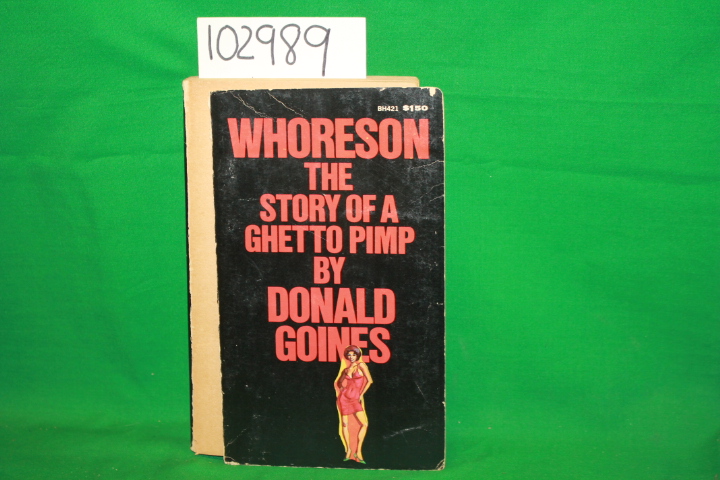 102989
BH421 $150
WHORESON
THE
STORY OF A
GHETTO PIMP
BY
DONALD
GOINES